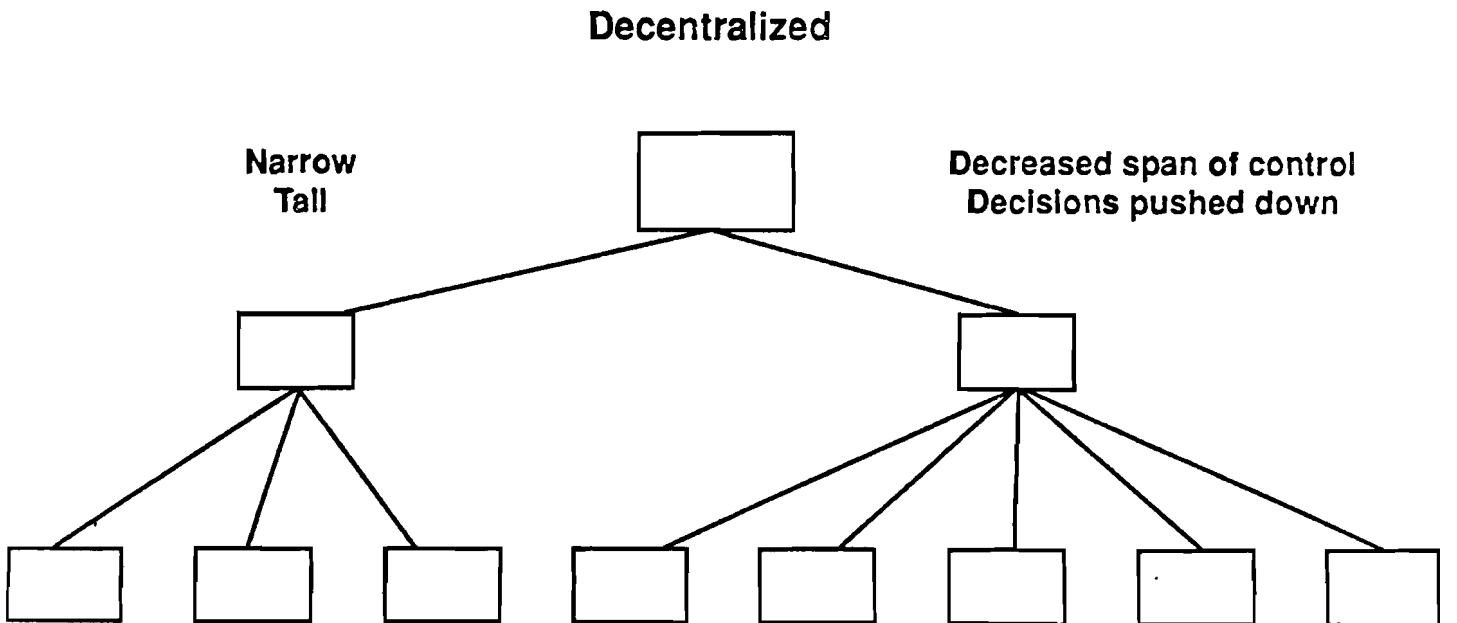 Decentralized
Narrow
Tall
Decreased span of control
Decisions pushed down